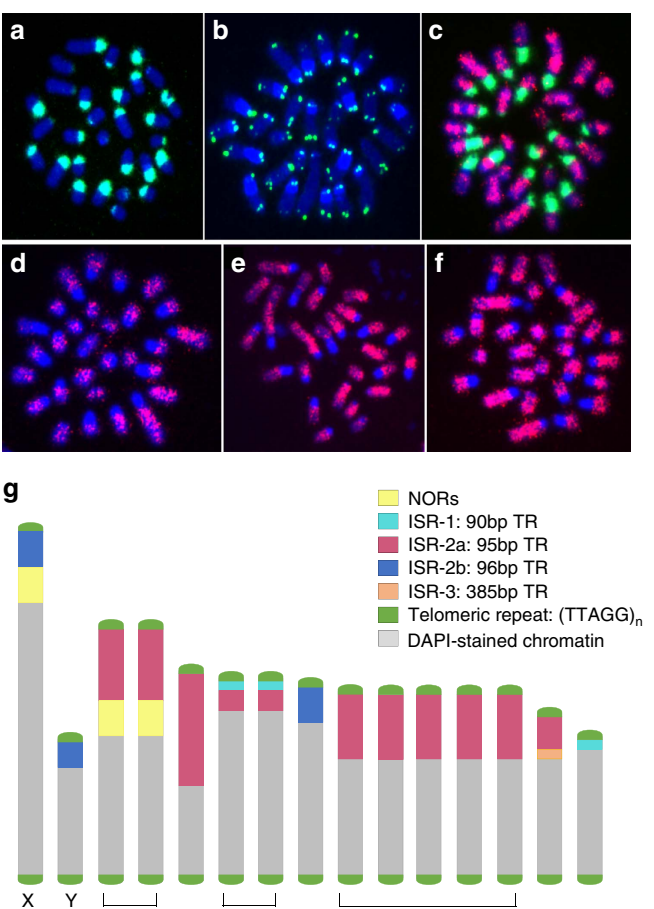 a
b
c
d
e
f
g
NORs
ISR-1: 90bp TR
ISR-2a: 95bp TR
ISR-2b: 96bp TR
ISR-3: 385bp TR
Telomeric repeat: (TTAGG)n
DAPI-stained chromatin
X Y